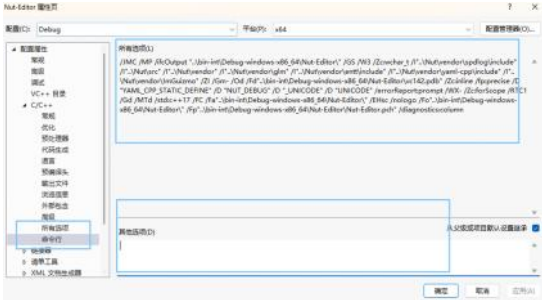 Nut-Editor 属性页
配置(C): Debug 平台(P): x64 配置管理器(O)...
配置属性
常规
高级
调试
VC++ 目录
C/C++
常规
优化
预处理器
代码生成
语言
预编译头
输出文件
浏览信息
外部包含
高级
所有选项
命令行
链接器
清单工具
XML 文档生成器
所有选项(L)
/JMC /MP /ifcOutput "..\bin-int\Debug-windows-x86_64\Nut-Editor\" /GS /W3 /Zc:wchar_t /I"..\Nut\vendor\spdlog\include"
/I"..\Nut\src" /I"..\Nut\vendor" /I"..\Nut\vendor\glm" /I"..\Nut\vendor\entt\include" /I"..\Nut\vendor\yaml-cpp\include" /I"..
\Nut\vendor\ImGuizmo" /ZI /Gm- /Od /Fd"..\bin-int\Debug-windows-x86_64\Nut-Editor\vc142.pdb" /Zc:inline /fp:precise /D
"YAML_CPP_STATIC_DEFINE" /D "NUT_DEBUG" /D "_UNICODE" /D "UNICODE" /errorReport:prompt /WX- /Zc:forScope /RTC1
/Gd /MTd /std:c++17 /FC /Fa"..\bin-int\Debug-windows-x86_64\Nut-Editor\" /EHsc /nologo /Fo"..\bin-int\Debug-windows-
x86_64\Nut-Editor\" /Fp"..\bin-int\Debug-windows-x86_64\Nut-Editor\Nut-Editor.pch" /diagnostics:column
其他选项(D) 从父级或项目默认设置继承
确定 取消 应用(A)